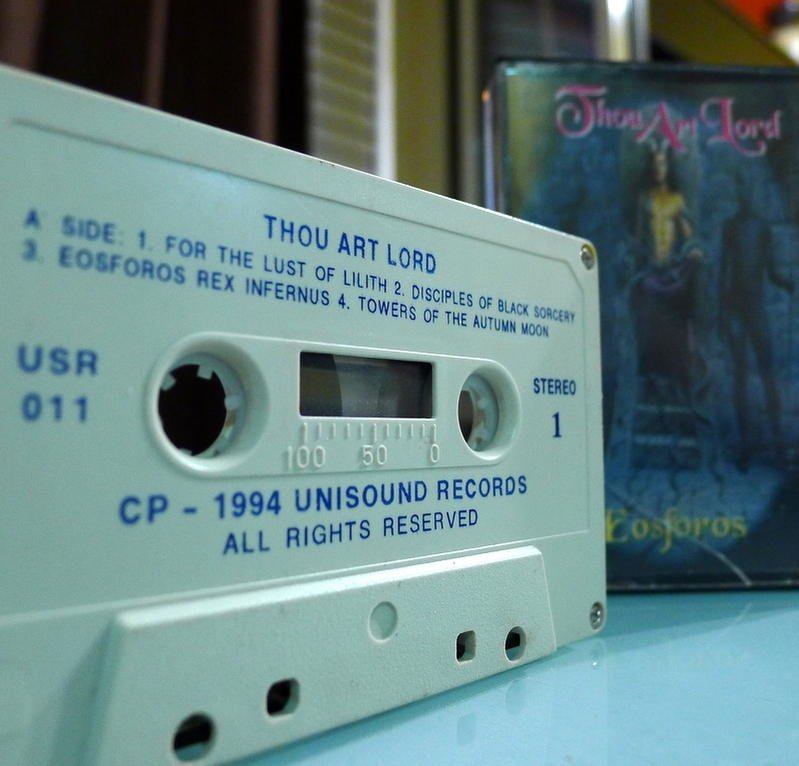 THOU ART LORD
A SIDE: 1. FOR THE LUST OF LILITH 2. DISCIPLES OF BLACK SORCERY
3. EOSFOROS REX INFERNUS 4. TOWERS OF THE AUTUMN MOON
USR
011
STEREO
1
100 50 0
CP - 1994 UNISOUND RECORDS
ALL RIGHTS RESERVED
Thou Art Lord
Eosforos